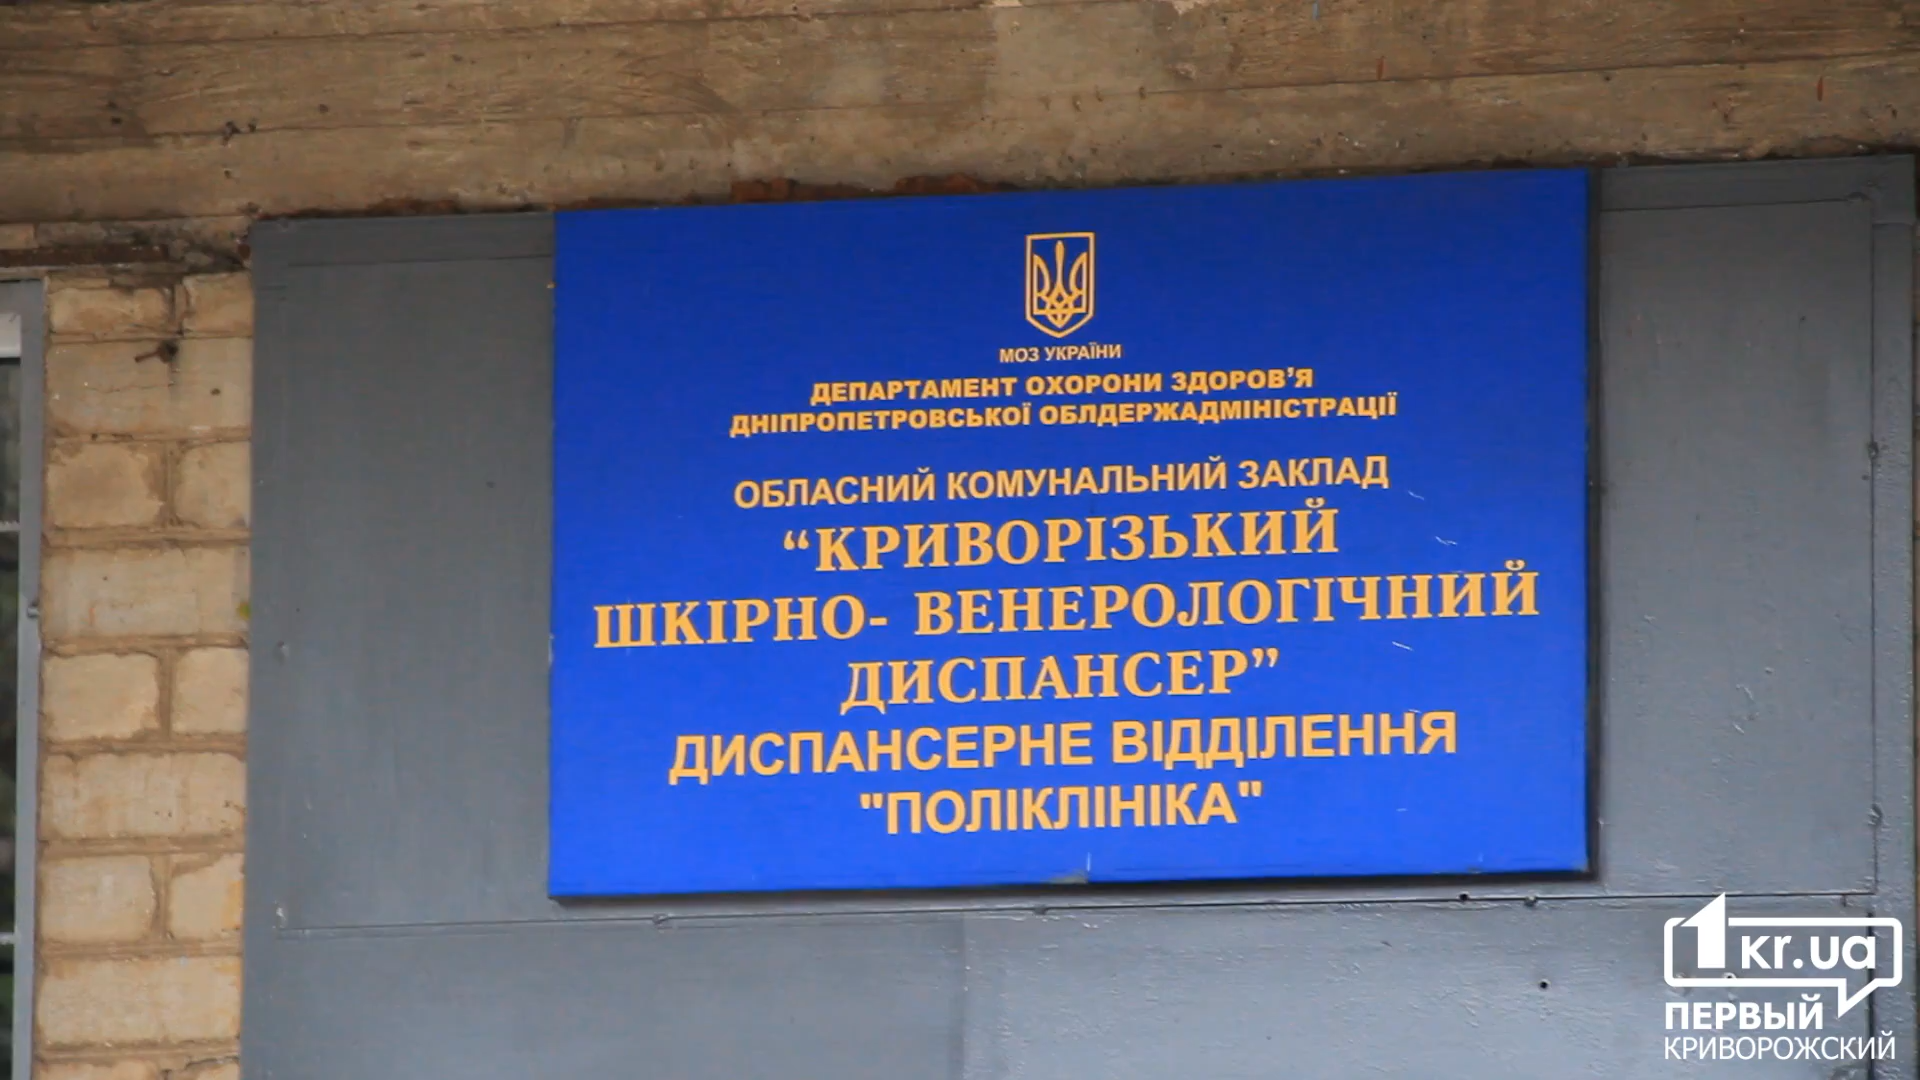 МОЗ УКРАЇНИ
ДЕПАРТАМЕНТ ОХОРОНИ ЗДОРОВ’Я
ДНІПРОПЕТРОВСЬКОЇ ОБЛДЕРЖАДМІНІСТРАЦІЇ
ОБЛАСНИЙ КОМУНАЛЬНИЙ ЗАКЛАД
“КРИВОРІЗЬКИЙ
ШКІРНО- ВЕНЕРОЛОГІЧНИЙ
ДИСПАНСЕР”
ДИСПАНСЕРНЕ ВІДДІЛЕННЯ
"ПОЛІКЛІНІКА"
1kr.ua
ПЕРВЫЙ
КРИВОРОЖСКИЙ